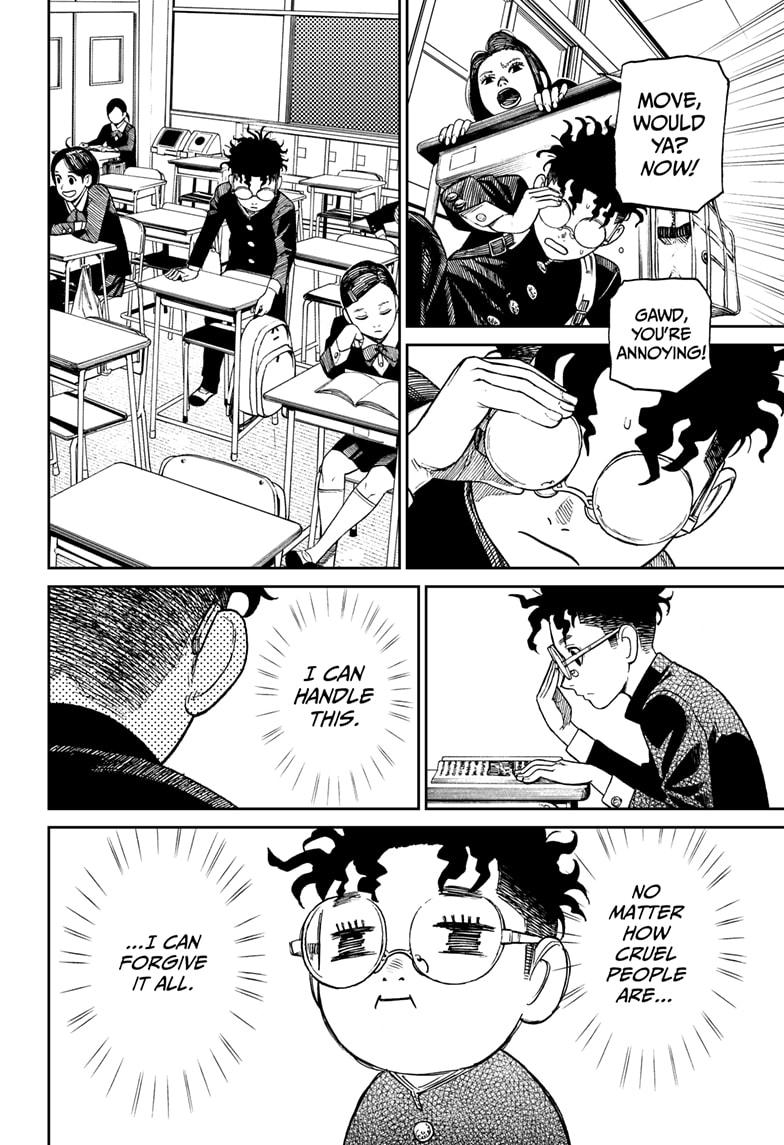 MOVE,
WOULD
YA?
NOW!
GAWD,
YOU'RE
ANNOYING!
I CAN
HANDLE
THIS.
NO
MATTER
HOW
CRUEL
PEOPLE
ARE...
...I CAN
FORGIVE
IT ALL.